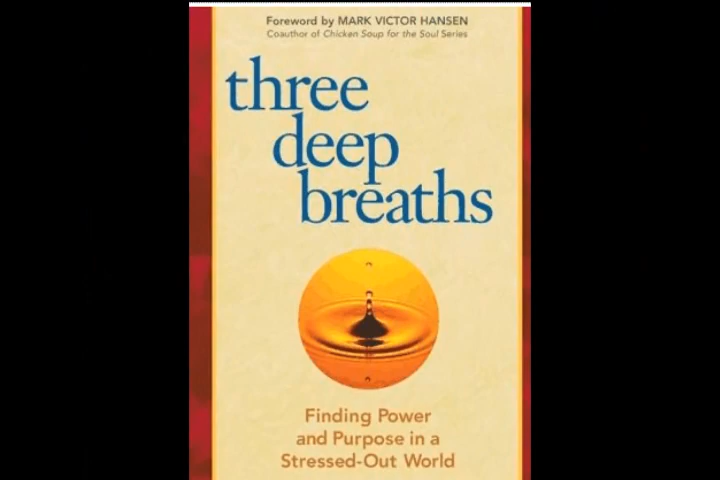 Foreword by MARK VICTOR HANSEN
Coauthor of Chicken Soup for the Soul Series
three
deep
breaths
Finding Power
and Purpose in a
Stressed-Out World